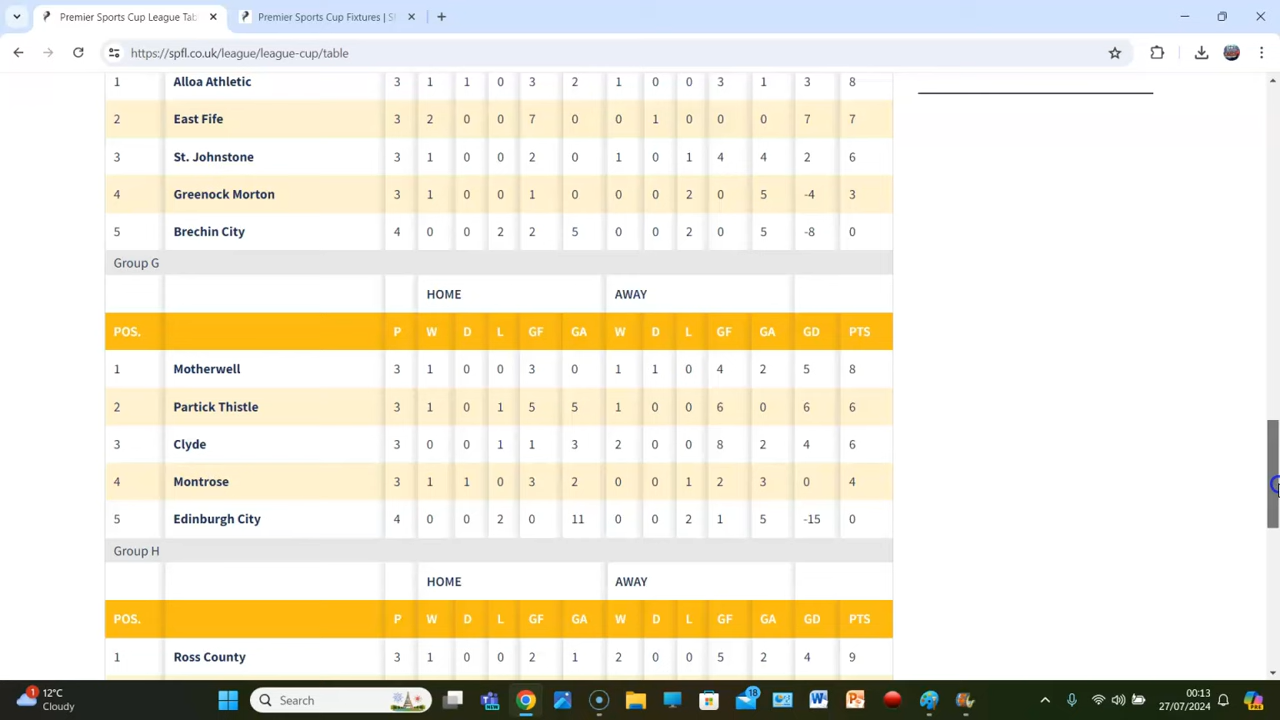 Premier Sports Cup League Tab
Premier Sports Cup Fixtures | S
https://spfl.co.uk/league/league-cup/table
1 Alloa Athletic 3 1 1 0 3 2 1 0 0 3 1 3 8
2 East Fife 3 2 0 0 7 0 0 1 0 0 0 7 7
3 St. Johnstone 3 1 0 0 2 0 1 0 1 4 4 2 6
4 Greenock Morton 3 1 0 0 1 0 0 0 2 0 5 -4 3
5 Brechin City 4 0 0 2 2 5 0 0 2 0 5 -8 0
Group G
HOME AWAY
POS. P W D L GF GA W D L GF GA GD PTS
1 Motherwell 3 1 0 0 3 0 1 1 0 4 2 5 8
2 Partick Thistle 3 1 0 1 5 5 1 0 0 6 0 6 6
3 Clyde 3 0 0 1 1 3 2 0 0 8 2 4 6
4 Montrose 3 1 1 0 3 2 0 0 1 2 3 0 4
5 Edinburgh City 4 0 0 2 0 11 0 0 2 1 5 -15 0
Group H
HOME AWAY
POS. P W D L GF GA W D L GF GA GD PTS
1 Ross County 3 1 0 0 2 1 2 0 0 5 2 4 9
1 12°C
Cloudy
Search
18
00:13
27/07/2024